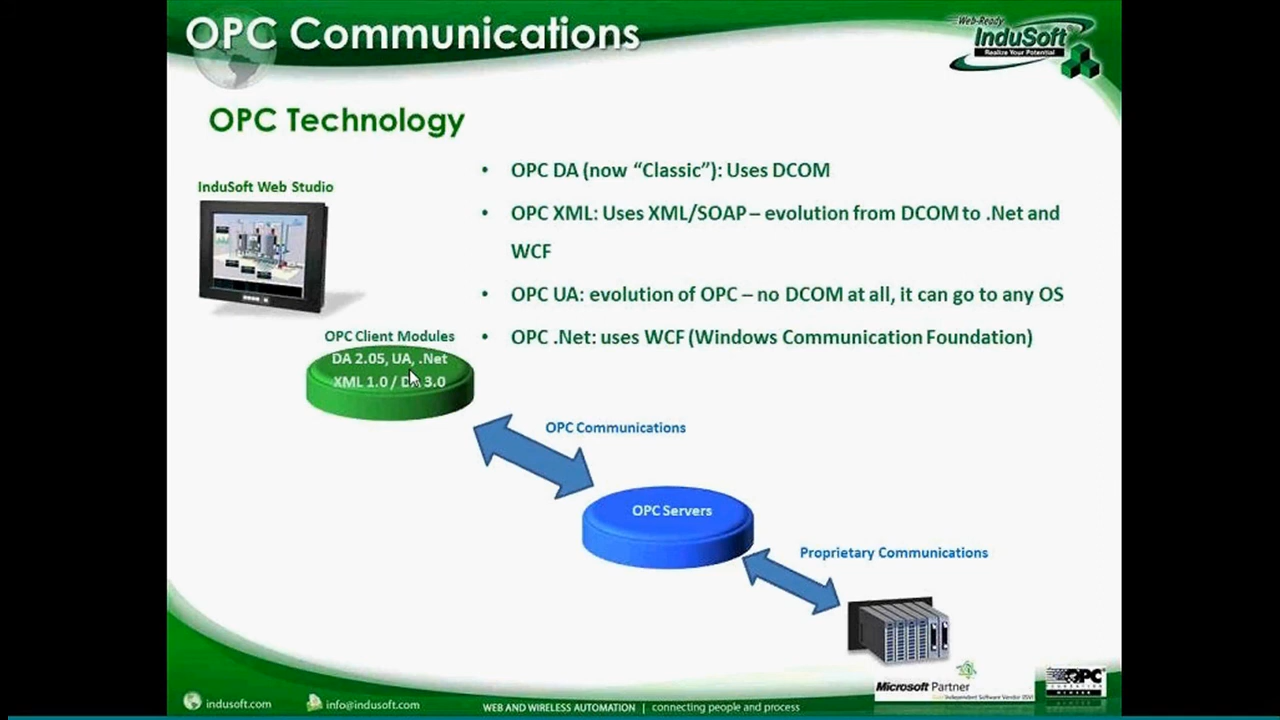 OPC Communications
Web-Ready
InduSoft
Realize Your Potential
OPC Technology
InduSoft Web Studio
• OPC DA (now “Classic”): Uses DCOM
• OPC XML: Uses XML/SOAP – evolution from DCOM to .Net and
WCF
• OPC UA: evolution of OPC – no DCOM at all, it can go to any OS
• OPC .Net: uses WCF (Windows Communication Foundation)
OPC Client Modules
DA 2.05, UA, .Net
XML 1.0 / DA 3.0
OPC Communications
OPC Servers
Proprietary Communications
Microsoft Partner
Independent Software Vendor (ISV)
OPC
FOUNDATION
MEMBER
indusoft.com
info@indusoft.com
WEB AND WIRELESS AUTOMATION | connecting people and process